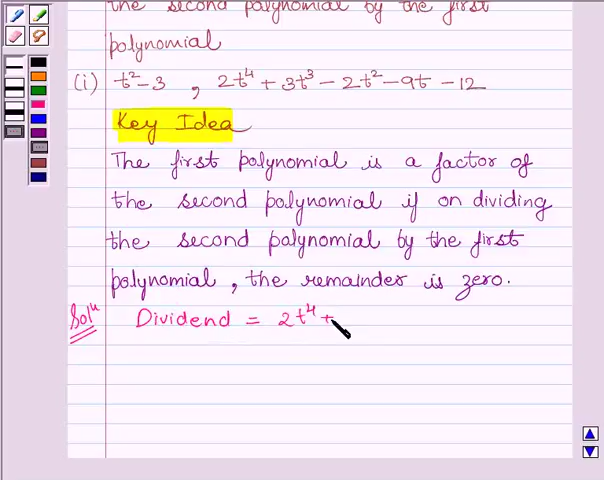 the second polynomial by the first
polynomial
(i) t²-3 , 2t⁴ + 3t³ - 2t² - 9t - 12
Key Idea
The first polynomial is a factor of
the second polynomial if on dividing
the second polynomial by the first
polynomial, the remainder is zero.
Solⁿ Dividend = 2t⁴ +